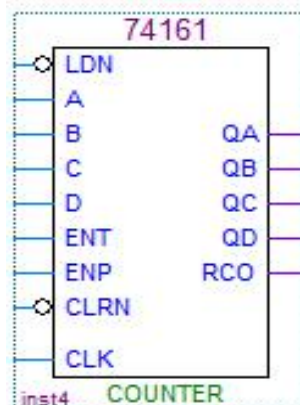 74161
LDN
A
B QA
C QB
D QC
ENT QD
ENP RCO
CLRN
CLK
inst4 COUNTER